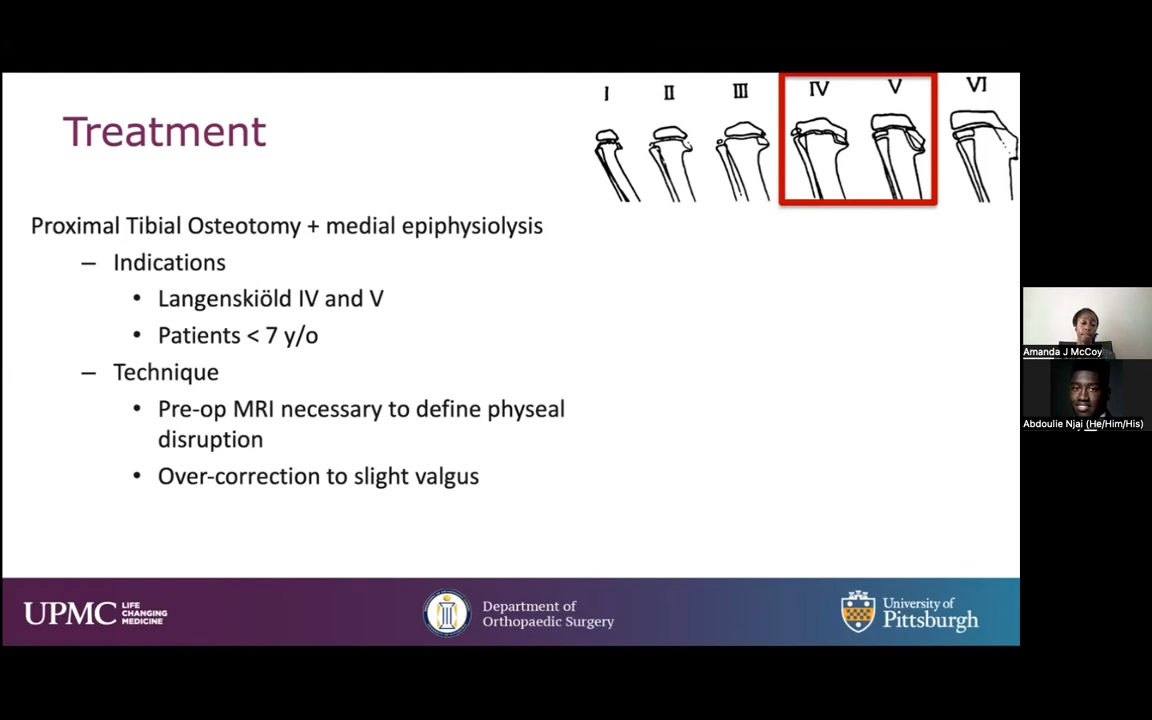 I II III IV V VI
Treatment
Proximal Tibial Osteotomy + medial epiphysiolysis
– Indications
• Langenskiöld IV and V
• Patients < 7 y/o
– Technique
• Pre-op MRI necessary to define physeal
disruption
• Over-correction to slight valgus
Amanda J McCoy
Abdoulie Njai (He/Him/His)
UPMC
LIFE
CHANGING
MEDICINE
Department of
Orthopaedic Surgery
University of
Pittsburgh